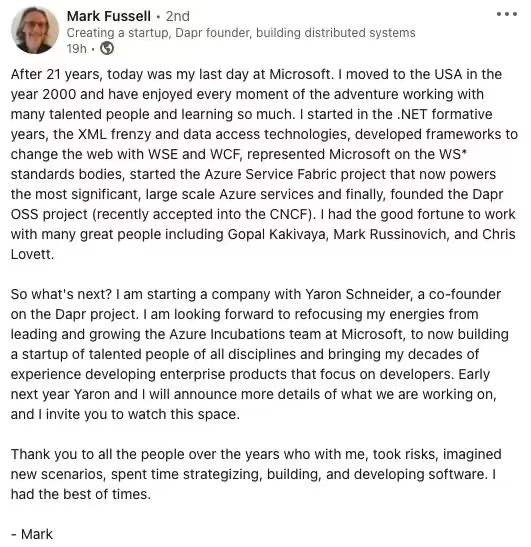 Mark Fussell • 2nd
Creating a startup, Dapr founder, building distributed systems
19h •
After 21 years, today was my last day at Microsoft. I moved to the USA in the
year 2000 and have enjoyed every moment of the adventure working with
many talented people and learning so much. I started in the .NET formative
years, the XML frenzy and data access technologies, developed frameworks to
change the web with WSE and WCF, represented Microsoft on the WS*
standards bodies, started the Azure Service Fabric project that now powers
the most significant, large scale Azure services and finally, founded the Dapr
OSS project (recently accepted into the CNCF). I had the good fortune to work
with many great people including Gopal Kakivaya, Mark Russinovich, and Chris
Lovett.
So what's next? I am starting a company with Yaron Schneider, a co-founder
on the Dapr project. I am looking forward to refocusing my energies from
leading and growing the Azure Incubations team at Microsoft, to now building
a startup of talented people of all disciplines and bringing my decades of
experience developing enterprise products that focus on developers. Early
next year Yaron and I will announce more details of what we are working on,
and I invite you to watch this space.
Thank you to all the people over the years who with me, took risks, imagined
new scenarios, spent time strategizing, building, and developing software. I
had the best of times.
- Mark